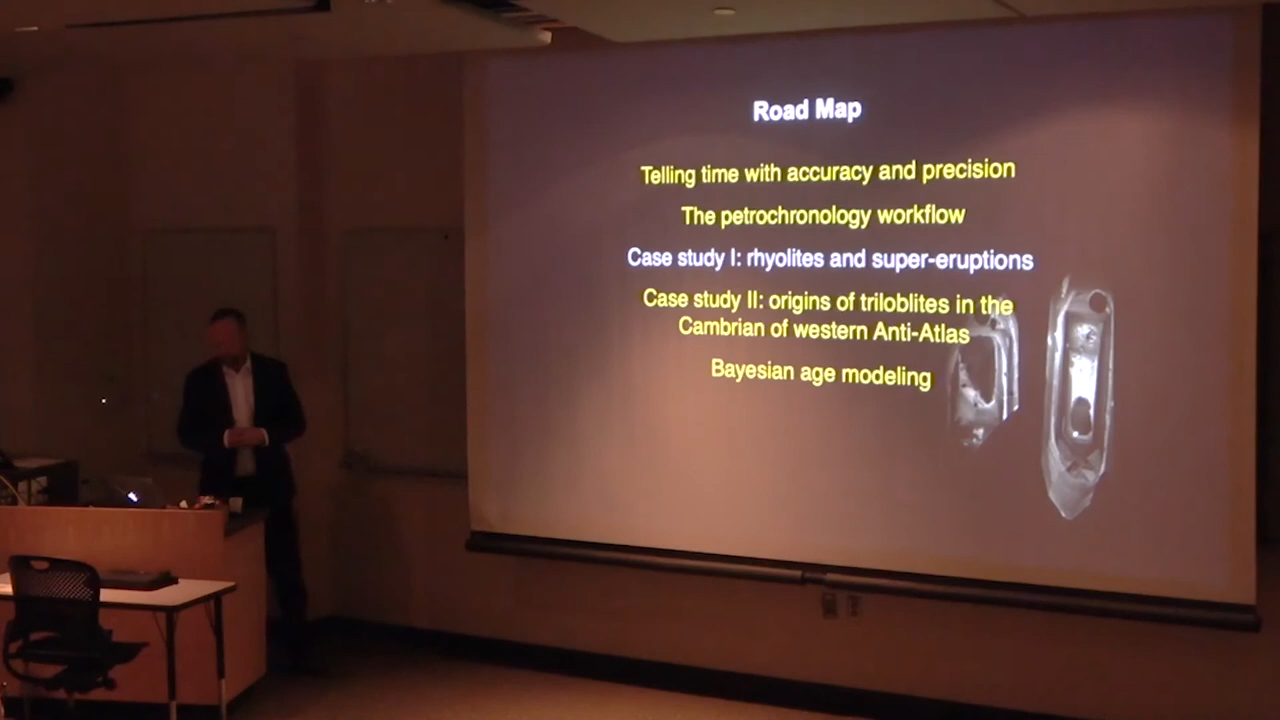 Road Map
Telling time with accuracy and precision
The petrochronology workflow
Case study I: rhyolites and super-eruptions
Case study II: origins of triloblites in the
Cambrian of western Anti-Atlas
Bayesian age modeling